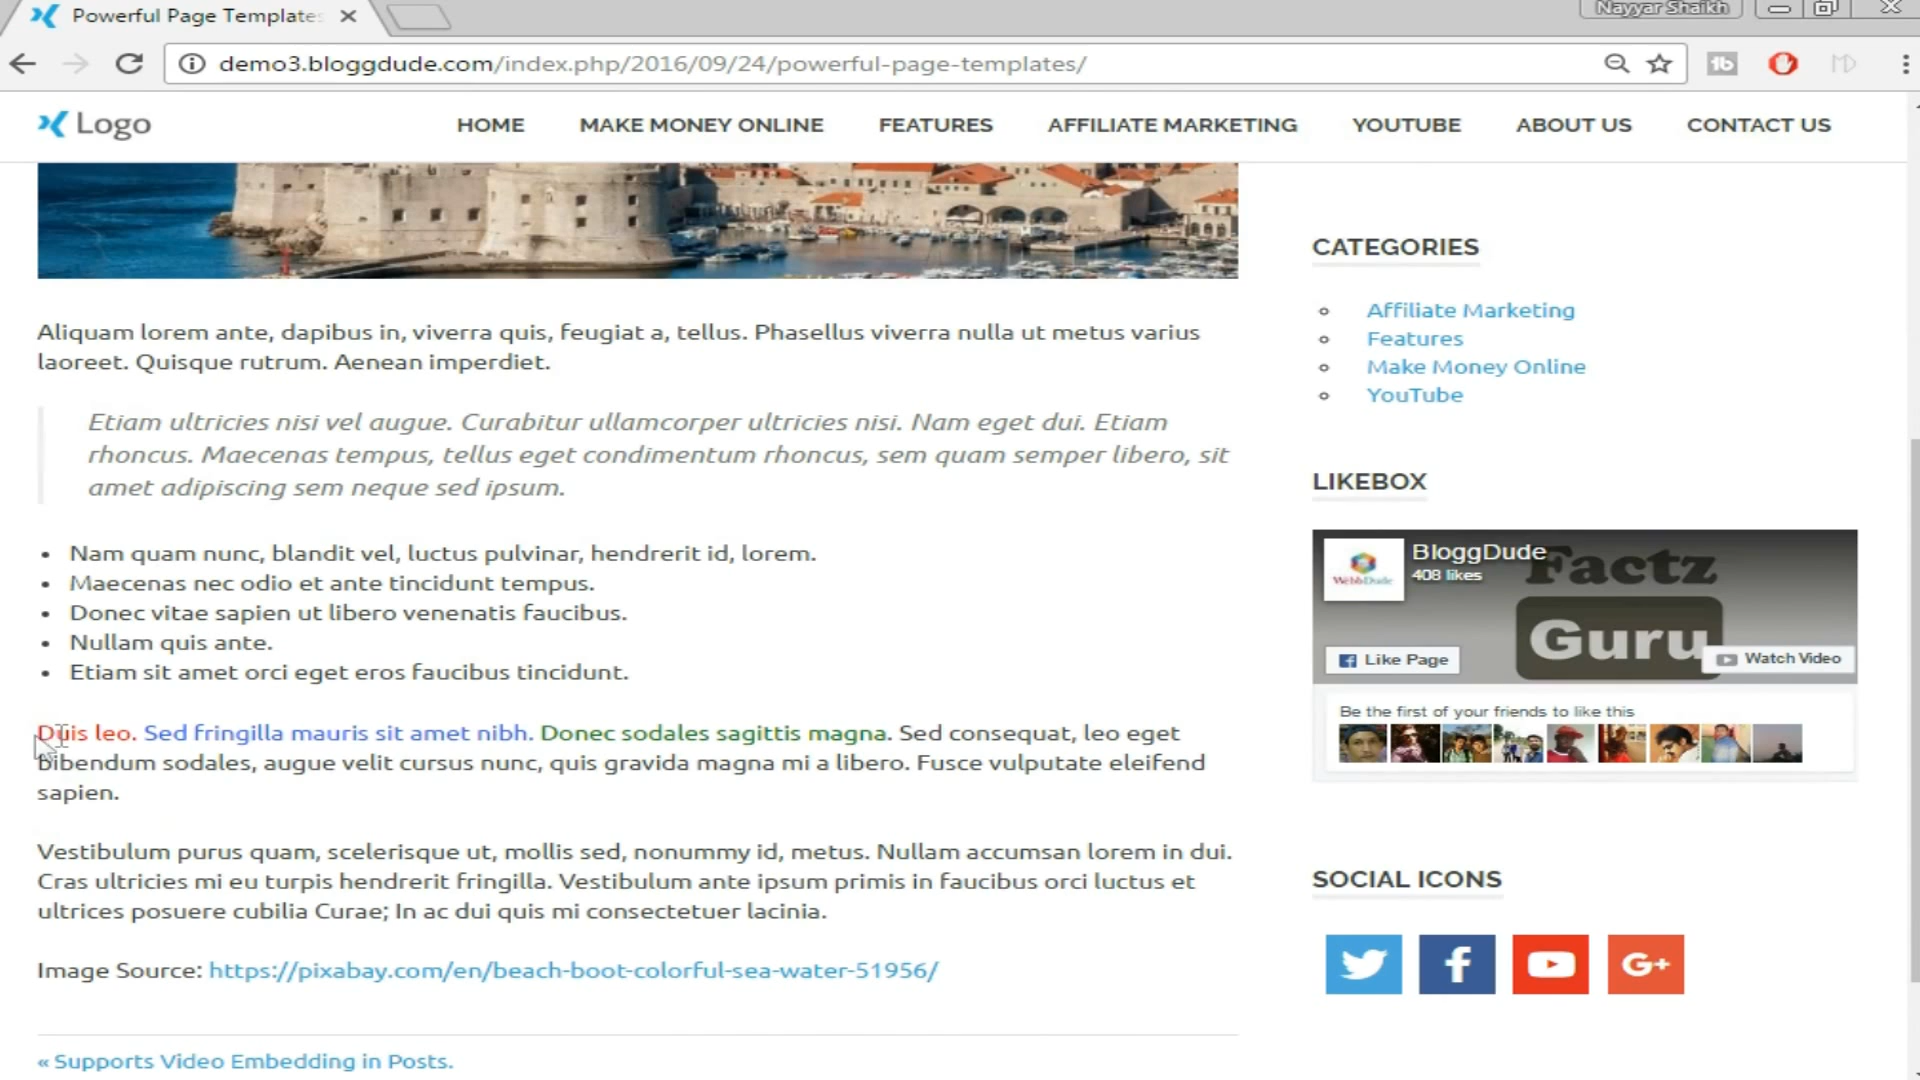 Powerful Page Templates
Nayyar Shaikh
demo3.bloggdude.com/index.php/2016/09/24/powerful-page-templates/
Logo
HOME MAKE MONEY ONLINE FEATURES AFFILIATE MARKETING YOUTUBE ABOUT US CONTACT US
Aliquam lorem ante, dapibus in, viverra quis, feugiat a, tellus. Phasellus viverra nulla ut metus varius
laoreet. Quisque rutrum. Aenean imperdiet.
Etiam ultricies nisi vel augue. Curabitur ullamcorper ultricies nisi. Nam eget dui. Etiam
rhoncus. Maecenas tempus, tellus eget condimentum rhoncus, sem quam semper libero, sit
amet adipiscing sem neque sed ipsum.
• Nam quam nunc, blandit vel, luctus pulvinar, hendrerit id, lorem.
• Maecenas nec odio et ante tincidunt tempus.
• Donec vitae sapien ut libero venenatis faucibus.
• Nullam quis ante.
• Etiam sit amet orci eget eros faucibus tincidunt.
Duis leo. Sed fringilla mauris sit amet nibh. Donec sodales sagittis magna. Sed consequat, leo eget
bibendum sodales, augue velit cursus nunc, quis gravida magna mi a libero. Fusce vulputate eleifend
sapien.
Vestibulum purus quam, scelerisque ut, mollis sed, nonummy id, metus. Nullam accumsan lorem in dui.
Cras ultricies mi eu turpis hendrerit fringilla. Vestibulum ante ipsum primis in faucibus orci luctus et
ultrices posuere cubilia Curae; In ac dui quis mi consectetuer lacinia.
Image Source: https://pixabay.com/en/beach-boot-colorful-sea-water-51956/
« Supports Video Embedding in Posts.
CATEGORIES
Affiliate Marketing
Features
Make Money Online
YouTube
LIKEBOX
WebbDude
BloggDude
408 likes
Factz
Guru
Like Page
Watch Video
Be the first of your friends to like this
SOCIAL ICONS
G+